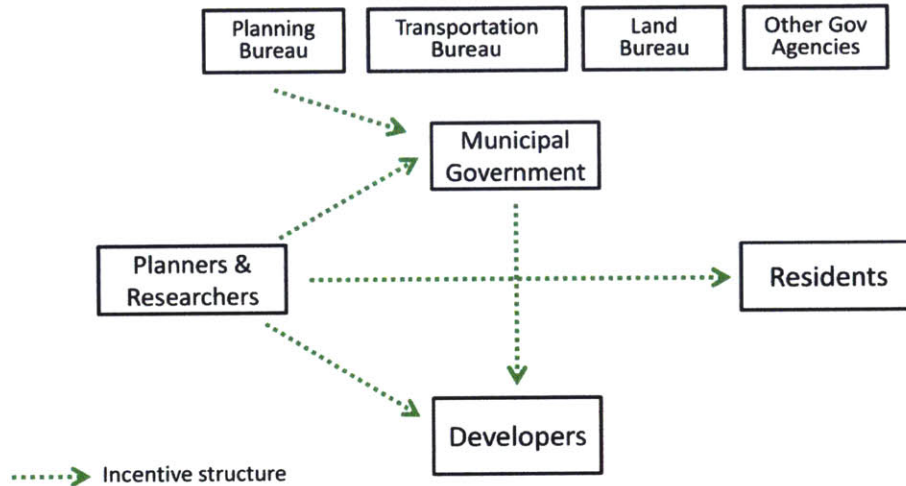 Planning
Bureau
Transportation
Bureau
Land
Bureau
Other Gov
Agencies
Municipal
Government
Planners &
Researchers
Residents
Developers
Incentive structure